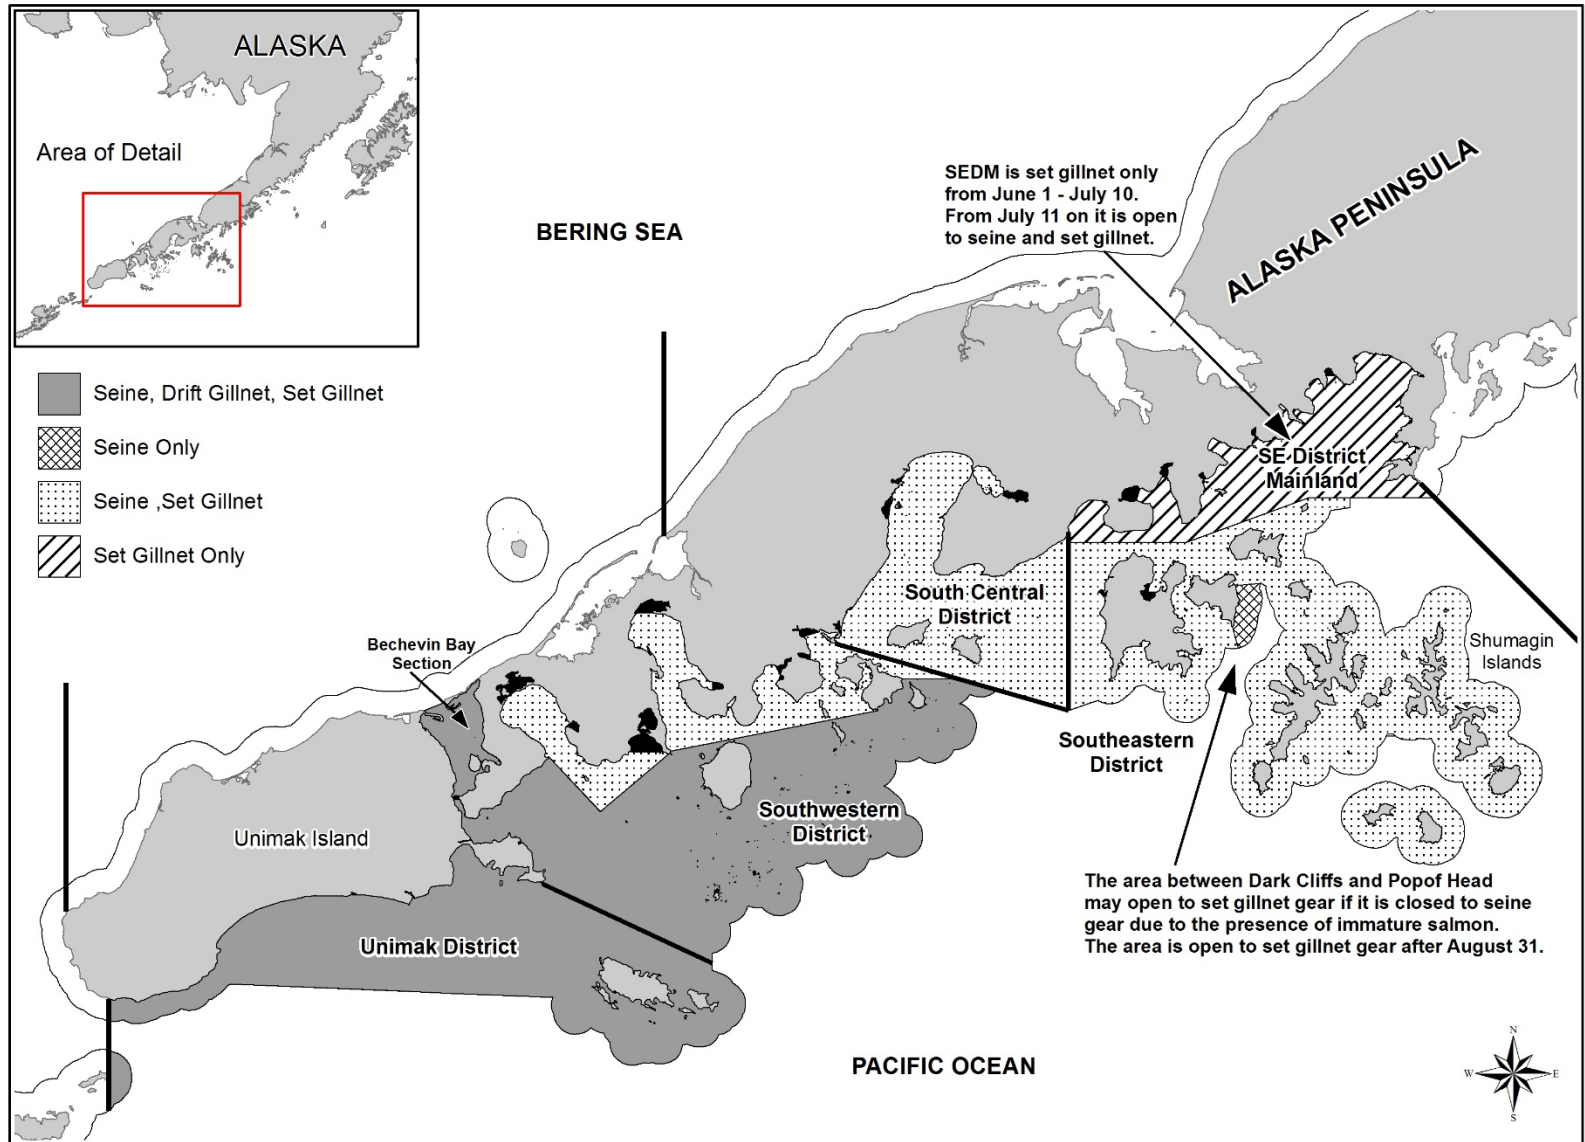 ALASKA
Area of Detail
Seine, Drift Gillnet, Set Gillnet
Seine Only
Seine ,Set Gillnet
Set Gillnet Only
BERING SEA
SEDM is set gillnet only
from June 1 - July 10.
From July 11 on it is open
to seine and set gillnet.
ALASKA PENINSULA
SE District
Mainland
South Central
District
Bechevin Bay
Section
Shumagin
Islands
Southeastern
District
Southwestern
District
Unimak Island
Unimak District
The area between Dark Cliffs and Popof Head
may open to set gillnet gear if it is closed to seine
gear due to the presence of immature salmon.
The area is open to set gillnet gear after August 31.
PACIFIC OCEAN
N
W
E
S